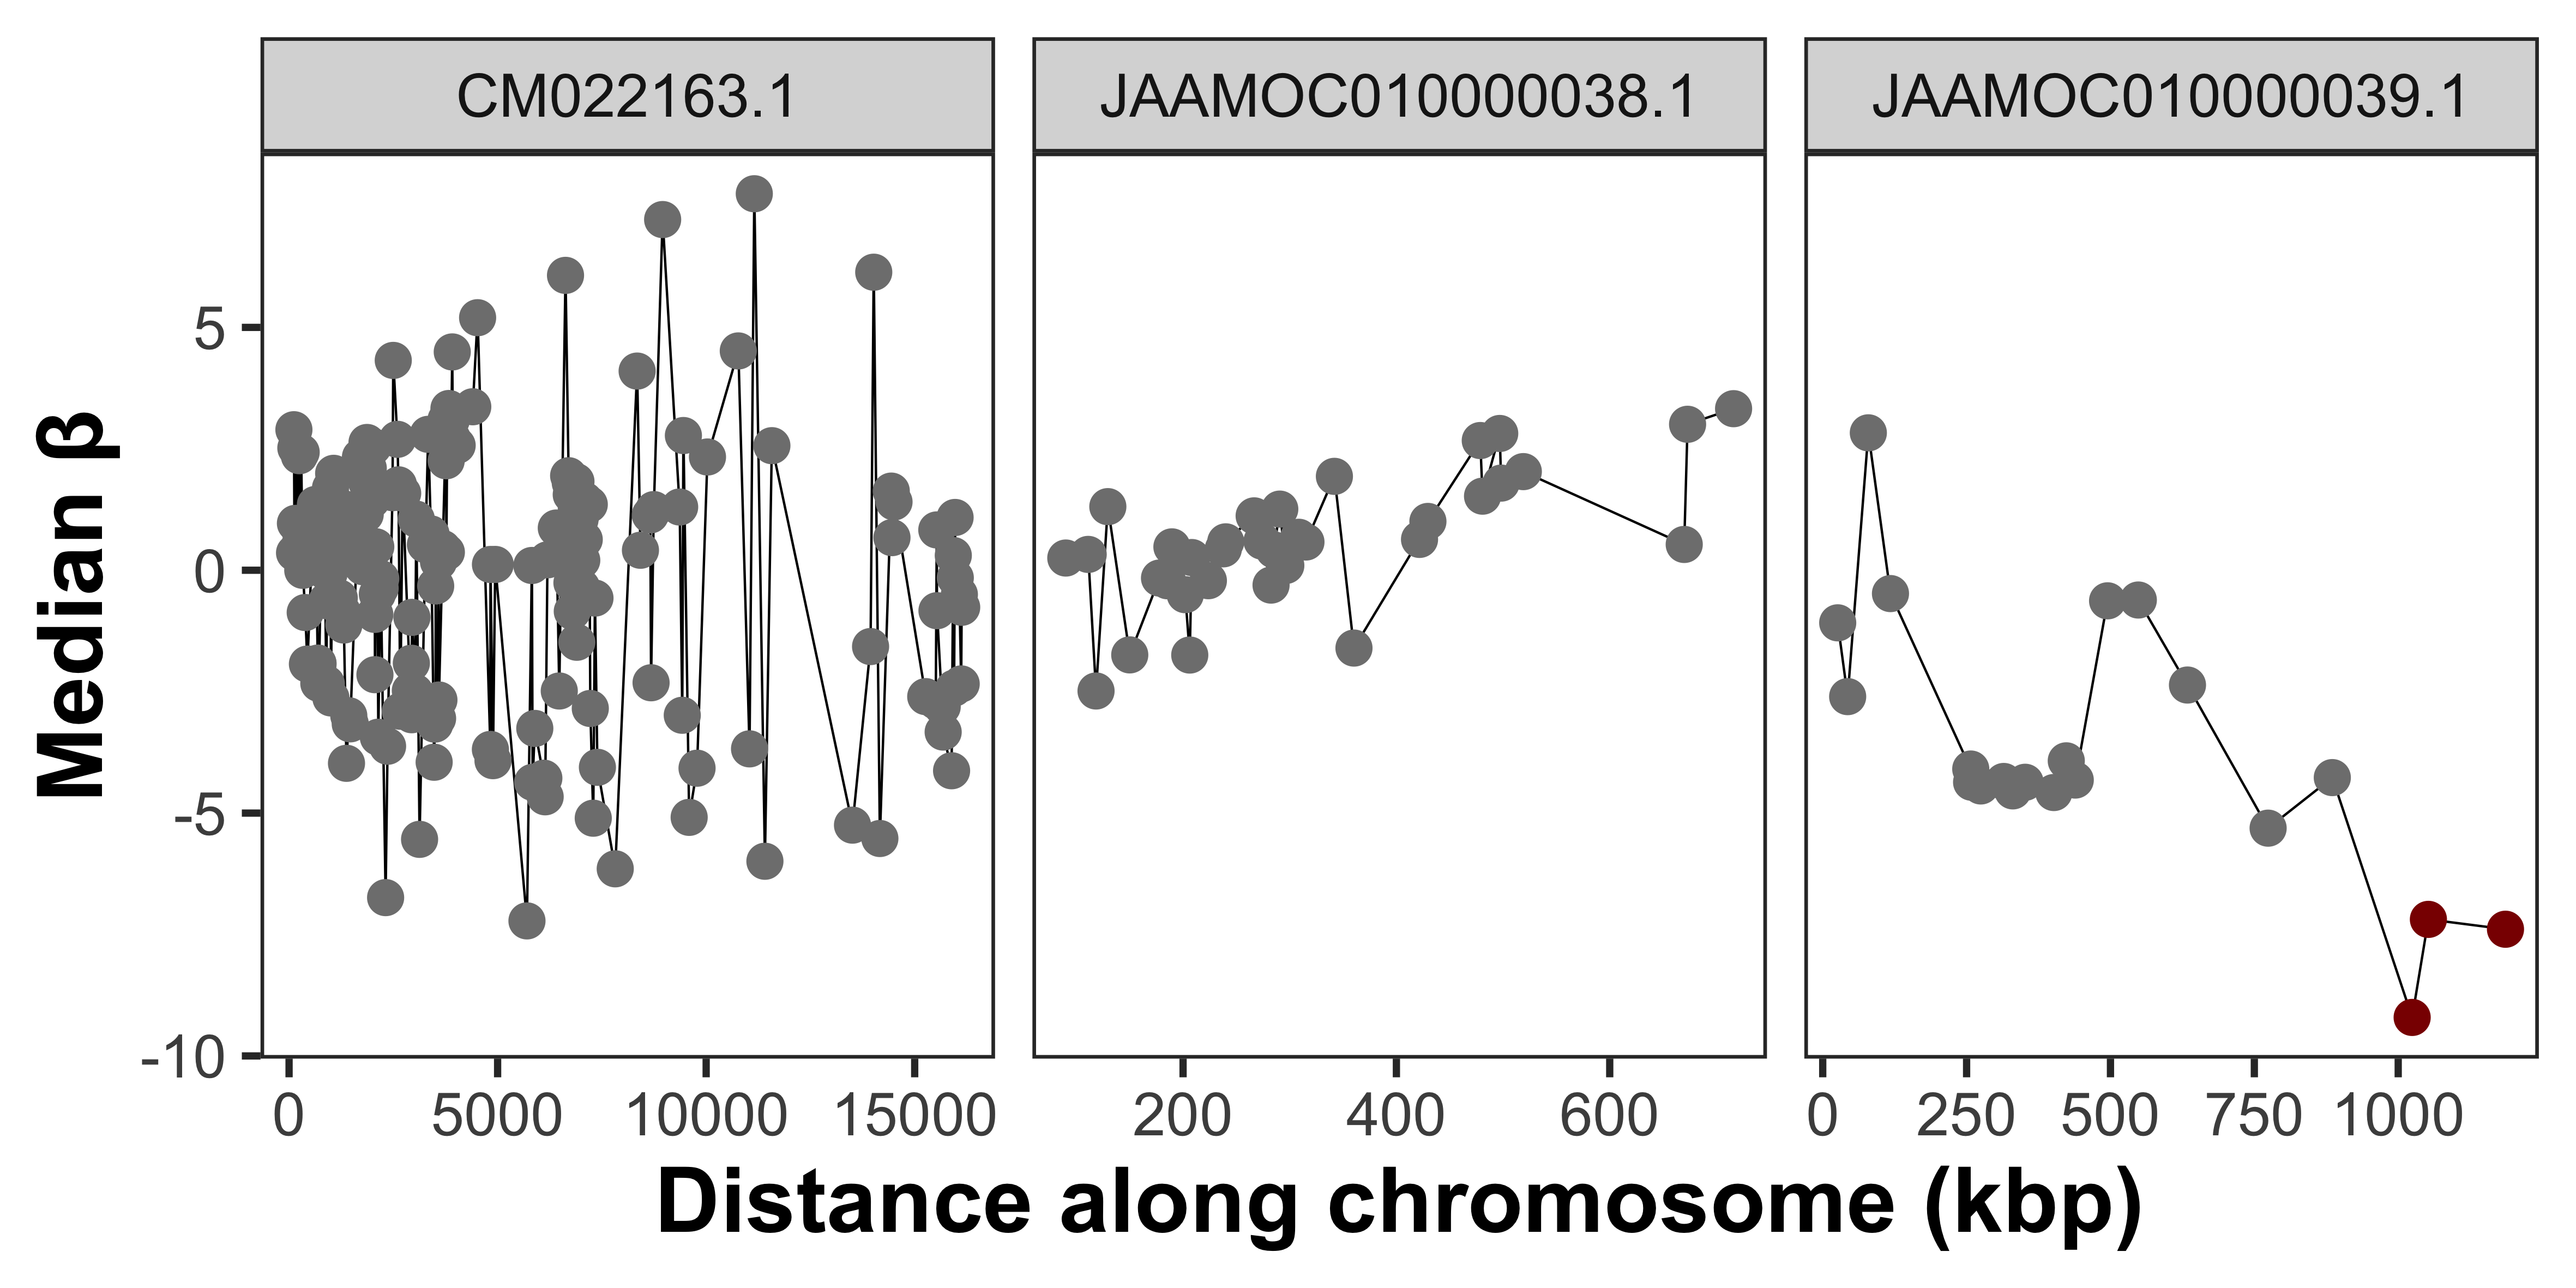 CM022163.1 JAAMOC010000038.1 JAAMOC010000039.1
5
0
-5
-10
Median β
0 5000 10000 15000 200 400 600 0 250 500 750 1000
Distance along chromosome (kbp)